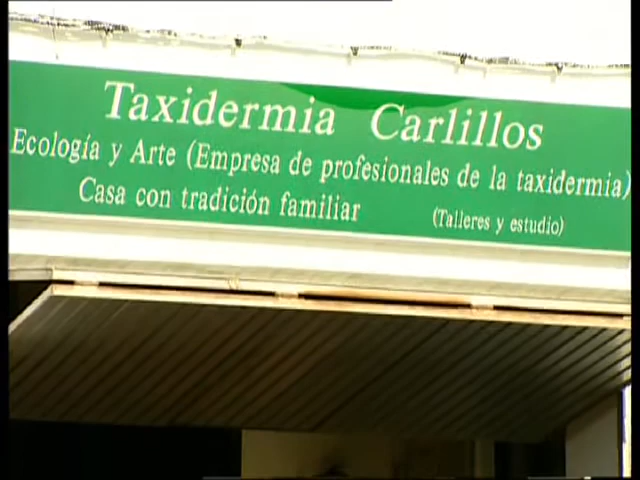 Taxidermia Carlillos
Ecología y Arte (Empresa de profesionales de la taxidermia)
Casa con tradición familiar (Talleres y estudio)